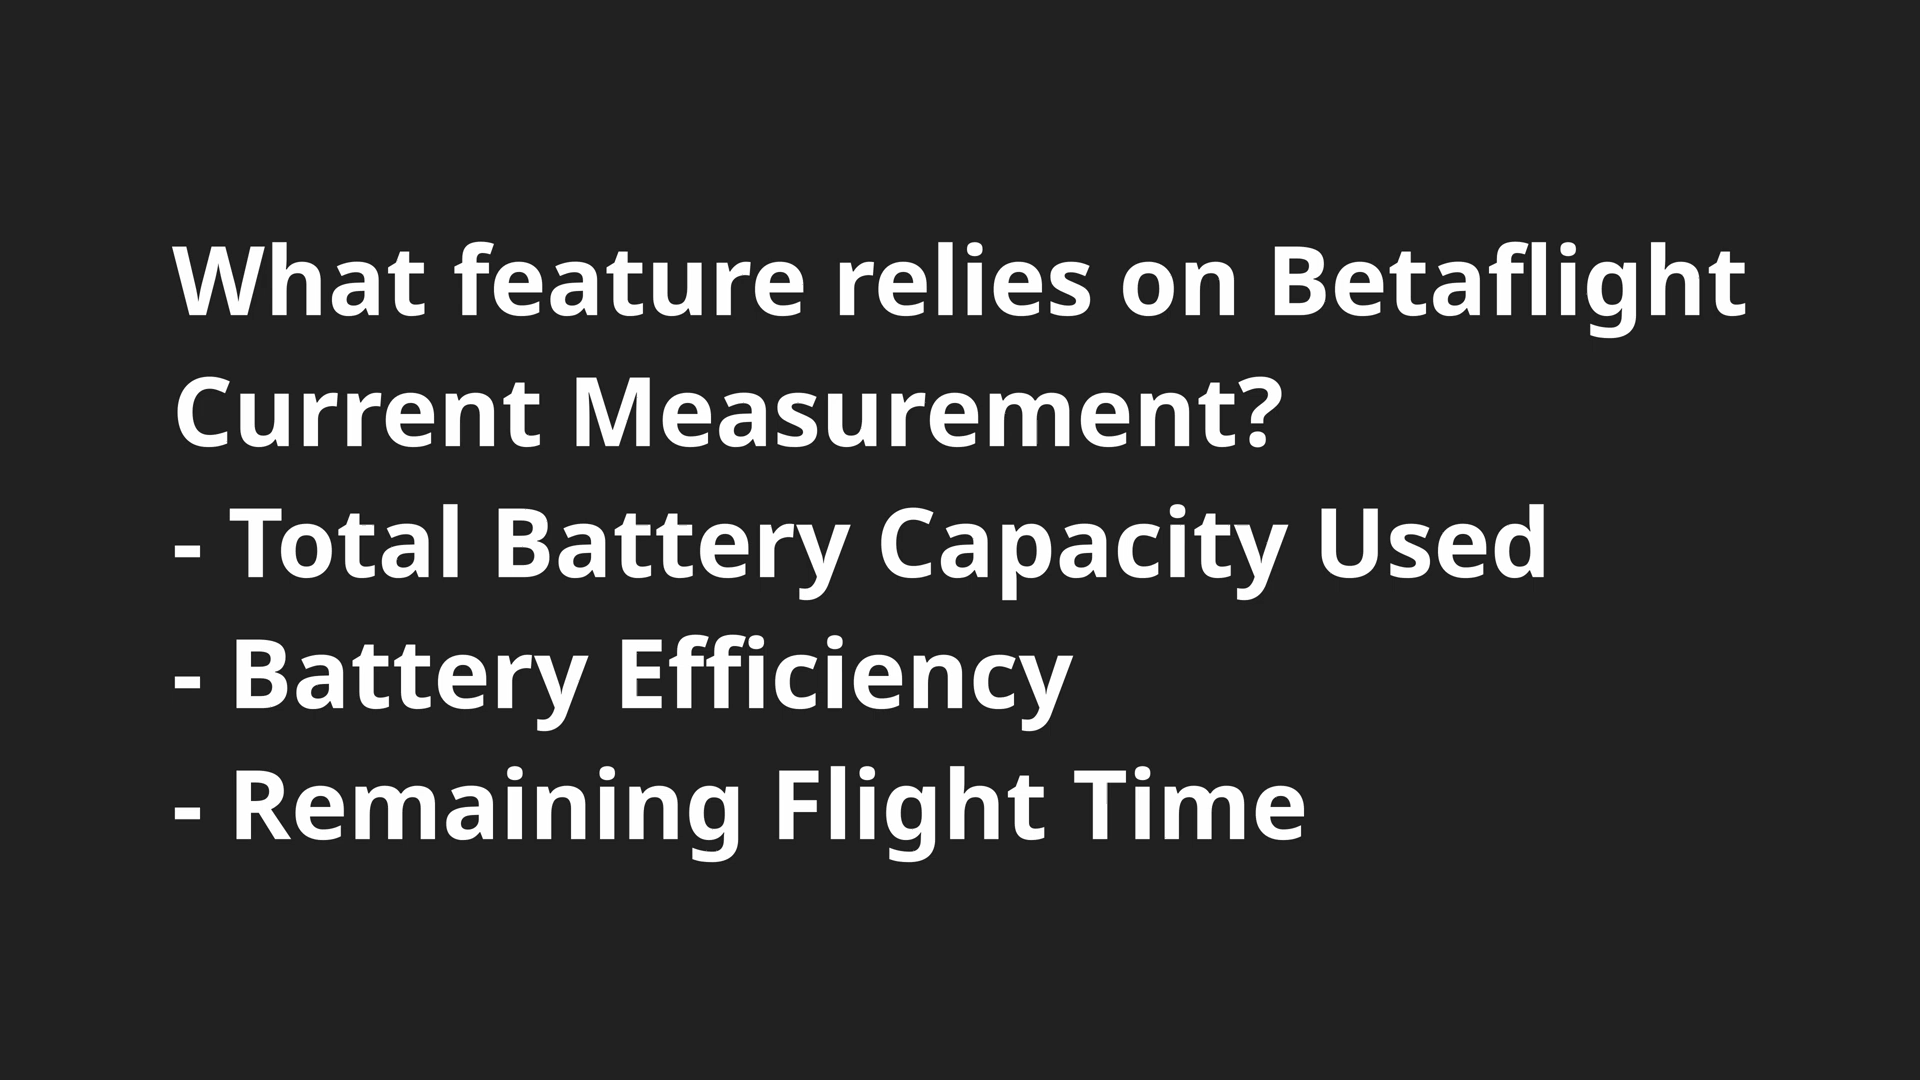 What feature relies on Betaflight
Current Measurement?
- Total Battery Capacity Used
- Battery Efficiency
- Remaining Flight Time